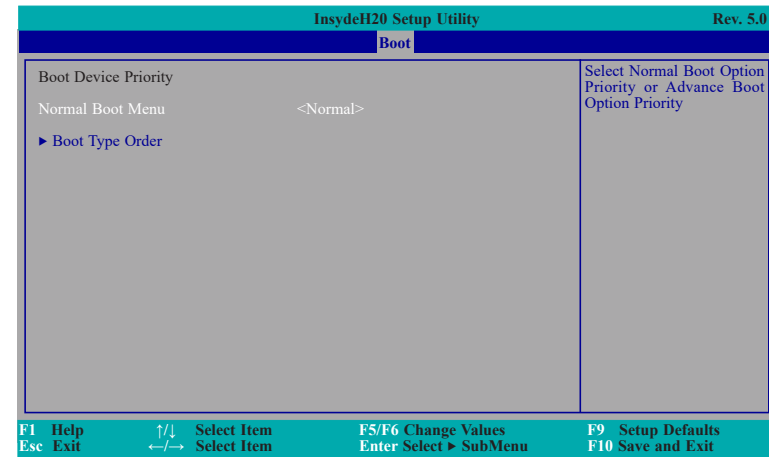 InsydeH20 Setup Utility Rev. 5.0
Boot
Boot Device Priority
Normal Boot Menu <Normal>
▶ Boot Type Order
Select Normal Boot Option
Priority or Advance Boot
Option Priority
F1 Help ↑/↓ Select Item F5/F6 Change Values F9 Setup Defaults
Esc Exit ←/→ Select Item Enter Select ▶ SubMenu F10 Save and Exit